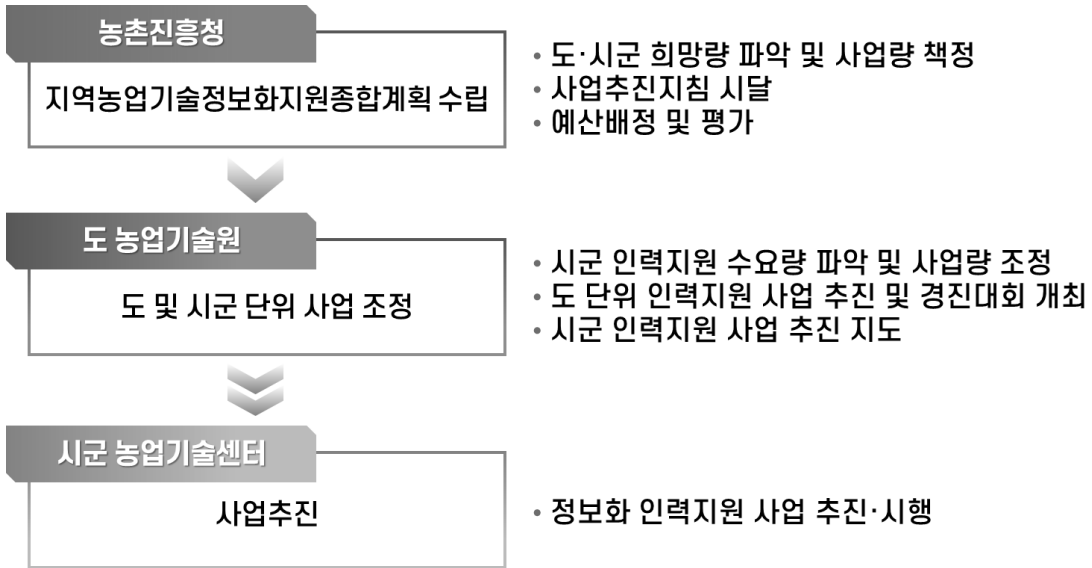 농촌진흥청
지역농업기술정보화지원종합계획 수립
• 도·시군 희망량 파악 및 사업량 책정
• 사업추진지침 시달
• 예산배정 및 평가
도 농업기술원
도 및 시군 단위 사업 조정
• 시군 인력지원 수요량 파악 및 사업량 조정
• 도 단위 인력지원 사업 추진 및 경진대회 개최
• 시군 인력지원 사업 추진 지도
시군 농업기술센터
사업추진
• 정보화 인력지원 사업 추진·시행